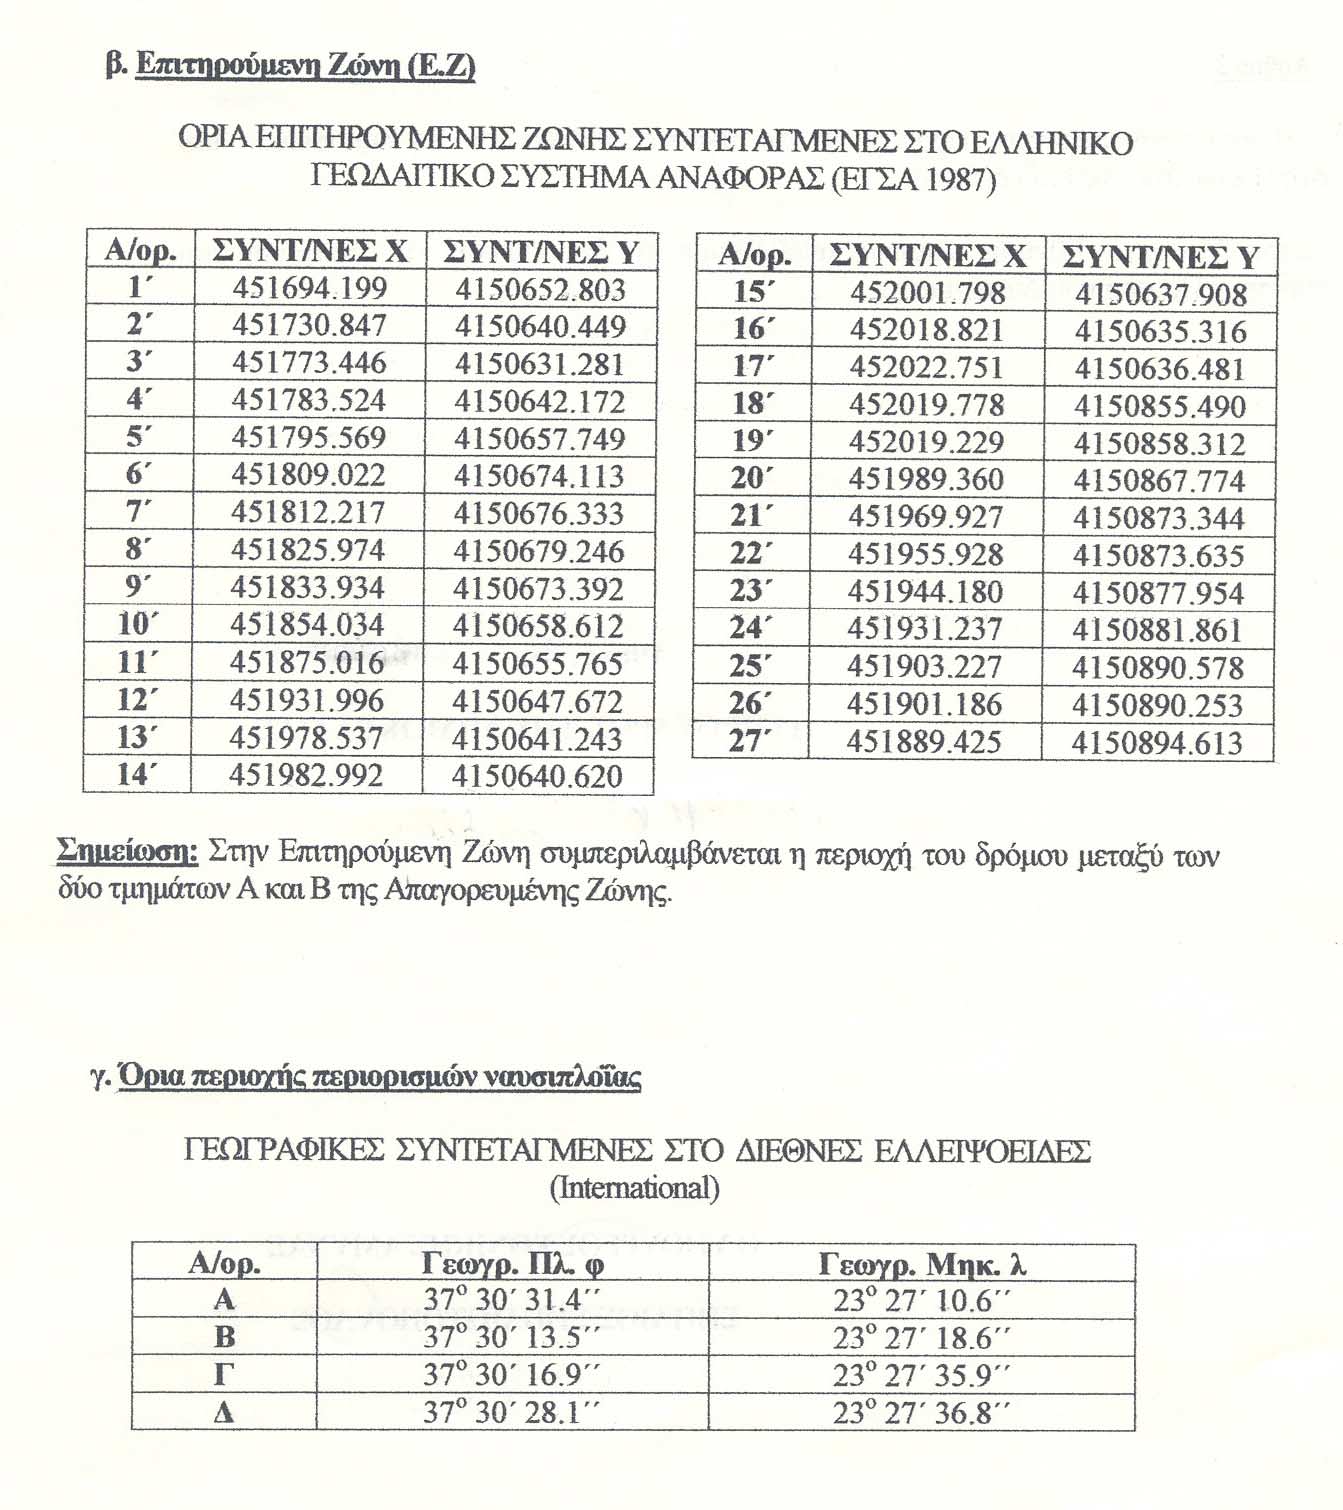 β. Επιτηρούμενη Ζώνη (Ε.Ζ)
ΟΡΙΑ ΕΠΙΤΗΡΟΥΜΕΝΗΣ ΖΩΝΗΣ ΣΥΝΤΕΤΑΓΜΕΝΕΣ ΣΤΟ ΕΛΛΗΝΙΚΟ
ΓΕΩΔΑΙΤΙΚΟ ΣΥΣΤΗΜΑ ΑΝΑΦΟΡΑΣ (ΕΓΣΑ 1987)
Α/ορ. ΣΥΝΤ/ΝΕΣ Χ ΣΥΝΤ/ΝΕΣ Υ
1΄ 451694.199 4150652.803
2΄ 451730.847 4150640.449
3΄ 451773.446 4150631.281
4΄ 451783.524 4150642.172
5΄ 451795.569 4150657.749
6΄ 451809.022 4150674.113
7΄ 451812.217 4150676.333
8΄ 451825.974 4150679.246
9΄ 451833.934 4150673.392
10΄ 451854.034 4150658.612
11΄ 451875.016 4150655.765
12΄ 451931.996 4150647.672
13΄ 451978.537 4150641.243
14΄ 451982.992 4150640.620
Α/ορ. ΣΥΝΤ/ΝΕΣ Χ ΣΥΝΤ/ΝΕΣ Υ
15΄ 452001.798 4150637.908
16΄ 452018.821 4150635.316
17΄ 452022.751 4150636.481
18΄ 452019.778 4150855.490
19΄ 452019.229 4150858.312
20΄ 451989.360 4150867.774
21΄ 451969.927 4150873.344
22΄ 451955.928 4150873.635
23΄ 451944.180 4150877.954
24΄ 451931.237 4150881.861
25΄ 451903.227 4150890.578
26΄ 451901.186 4150890.253
27΄ 451889.425 4150894.613
Σημείωση: Στην Επιτηρούμενη Ζώνη συμπεριλαμβάνεται η περιοχή του δρόμου μεταξύ των
δύο τμημάτων Α και Β της Απαγορευμένης Ζώνης.
γ. Όρια περιοχής περιορισμών ναυσιπλοΐας
ΓΕΩΓΡΑΦΙΚΕΣ ΣΥΝΤΕΤΑΓΜΕΝΕΣ ΣΤΟ ΔΙΕΘΝΕΣ ΕΛΛΕΙΨΟΕΙΔΕΣ
(International)
Α/ορ. Γεωγρ. Πλ. φ Γεωγρ. Μηκ. λ
Α 37° 30΄ 31.4΄΄ 23° 27΄ 10.6΄΄
Β 37° 30΄ 13.5΄΄ 23° 27΄ 18.6΄΄
Γ 37° 30΄ 16.9΄΄ 23° 27΄ 35.9΄΄
Δ 37° 30΄ 28.1΄΄ 23° 27΄ 36.8΄΄